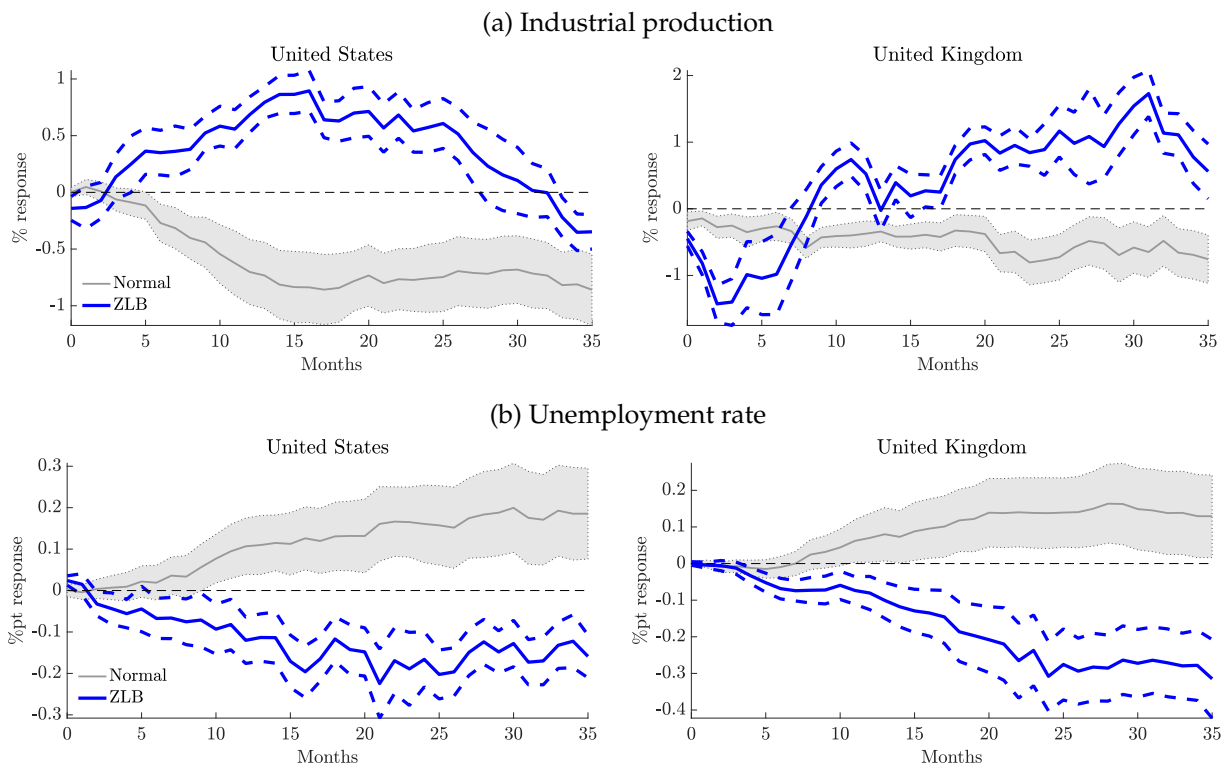 (a) Industrial production
United States
United Kingdom
% response
1
0.5
0
-0.5
-1
Normal
ZLB
0 5 10 15 20 25 30 35
Months
% response
2
1
0
-1
0 5 10 15 20 25 30 35
Months
(b) Unemployment rate
United States
United Kingdom
%pt response
0.3
0.2
0.1
0
-0.1
-0.2
-0.3
Normal
ZLB
0 5 10 15 20 25 30 35
Months
%pt response
0.2
0.1
0
-0.1
-0.2
-0.3
-0.4
0 5 10 15 20 25 30 35
Months